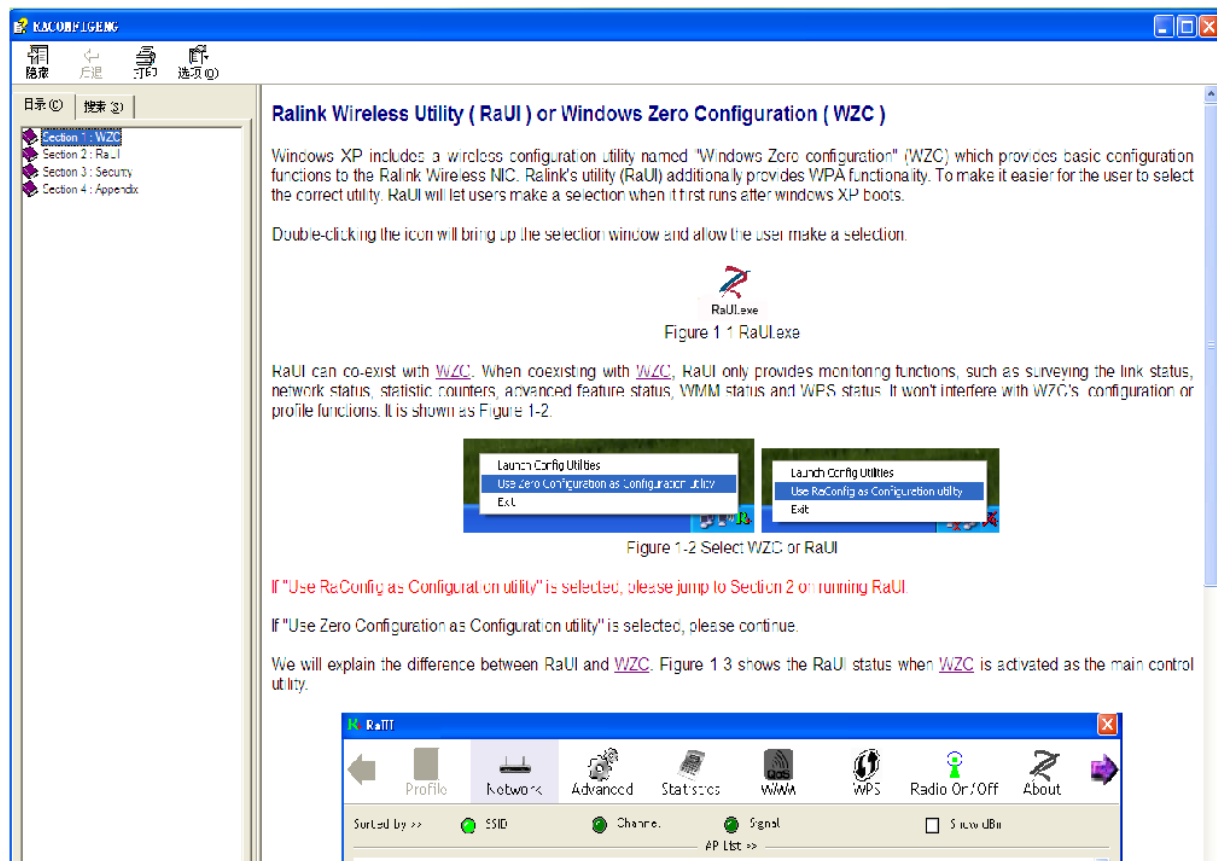 RACONFIGENG
隐藏 后退 打印 选项(O)
目录(C) 搜索(S)
Section 1 : WZC
Section 2 : RaUI
Section 3 : Security
Section 4 : Appendix
Ralink Wireless Utility ( RaUI ) or Windows Zero Configuration ( WZC )
Windows XP includes a wireless configuration utility named "Windows Zero configuration" (WZC) which provides basic configuration
functions to the Ralink Wireless NIC. Ralink's utility (RaUI) additionally provides WPA functionality. To make it easier for the user to select
the correct utility. RaUI will let users make a selection when it first runs after windows XP boots.
Double-clicking the icon will bring up the selection window and allow the user make a selection.
RaUI.exe
Figure 1-1 RaUI.exe
RaUI can co-exist with WZC. When coexisting with WZC, RaUI only provides monitoring functions, such as surveying the link status,
network status, statistic counters, advanced feature status, WMM status and WPS status. It won't interfere with WZC's configuration or
profile functions. It is shown as Figure 1-2.
Launch Config Utilities
Use Zero Configuration as Configuration utility
Exit
Launch Config Utilities
Use RaConfig as Configuration utility
Exit
Figure 1-2 Select WZC or RaUI
If "Use RaConfig as Configuration utility" is selected, please jump to Section 2 on running RaUI.
If "Use Zero Configuration as Configuration utility" is selected, please continue.
We will explain the difference between RaUI and WZC. Figure 1-3 shows the RaUI status when WZC is activated as the main control
utility.
RaUI
Profile Network Advanced Statistics QoS WMM WPS Radio On/Off About
Sorted by >> SSID Channel Signal Show dBm
AP List >>